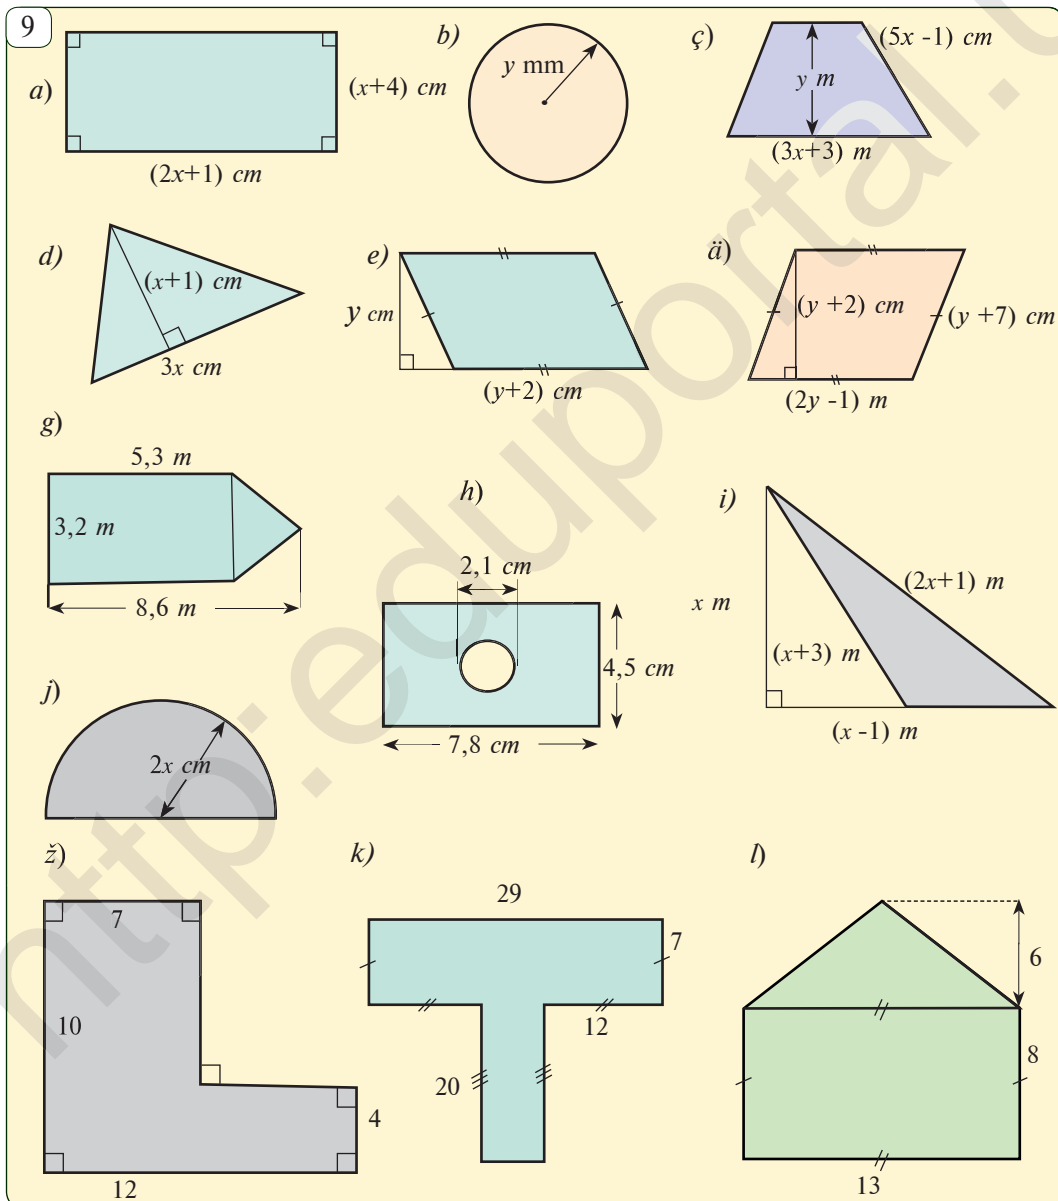 9
a)
(x+4) cm
(2x+1) cm
b)
y mm
ç)
(5x -1) cm
y m
(3x+3) m
d)
(x+1) cm
3x cm
e)
y cm
(y+2) cm
ä)
(y +2) cm
(y +7) cm
(2y -1) m
g)
5,3 m
3,2 m
8,6 m
h)
2,1 cm
4,5 cm
7,8 cm
i)
x m
(2x+1) m
(x+3) m
(x -1) m
j)
2x cm
ž)
7
10
4
12
k)
29
7
12
20
l)
6
8
13
http:eduportal.